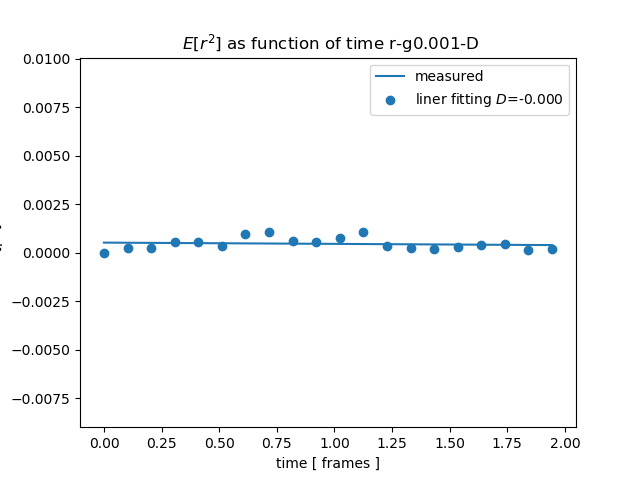 E[r²] as function of time r-g0.001-D
measured
liner fitting D=-0.000
0.0100
0.0075
0.0050
0.0025
0.0000
−0.0025
−0.0050
−0.0075
0.00 0.25 0.50 0.75 1.00 1.25 1.50 1.75 2.00
time [ frames ]